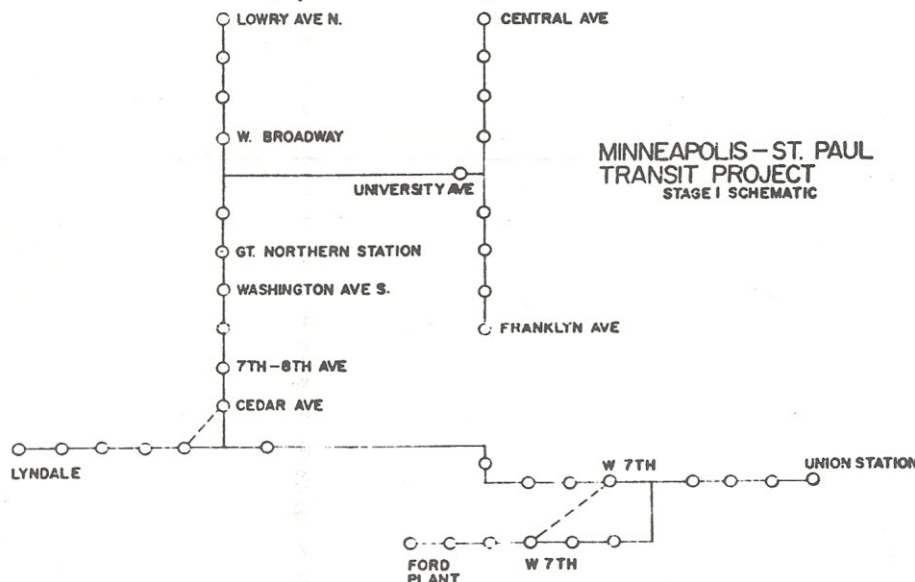 LOWRY AVE N.
CENTRAL AVE
W. BROADWAY
MINNEAPOLIS – ST. PAUL
TRANSIT PROJECT
STAGE I SCHEMATIC
UNIVERSITY AVE
GT. NORTHERN STATION
WASHINGTON AVE S.
FRANKLYN AVE
7TH–8TH AVE
CEDAR AVE
LYNDALE
W 7TH
UNION STATION
FORD
PLANT
W 7TH